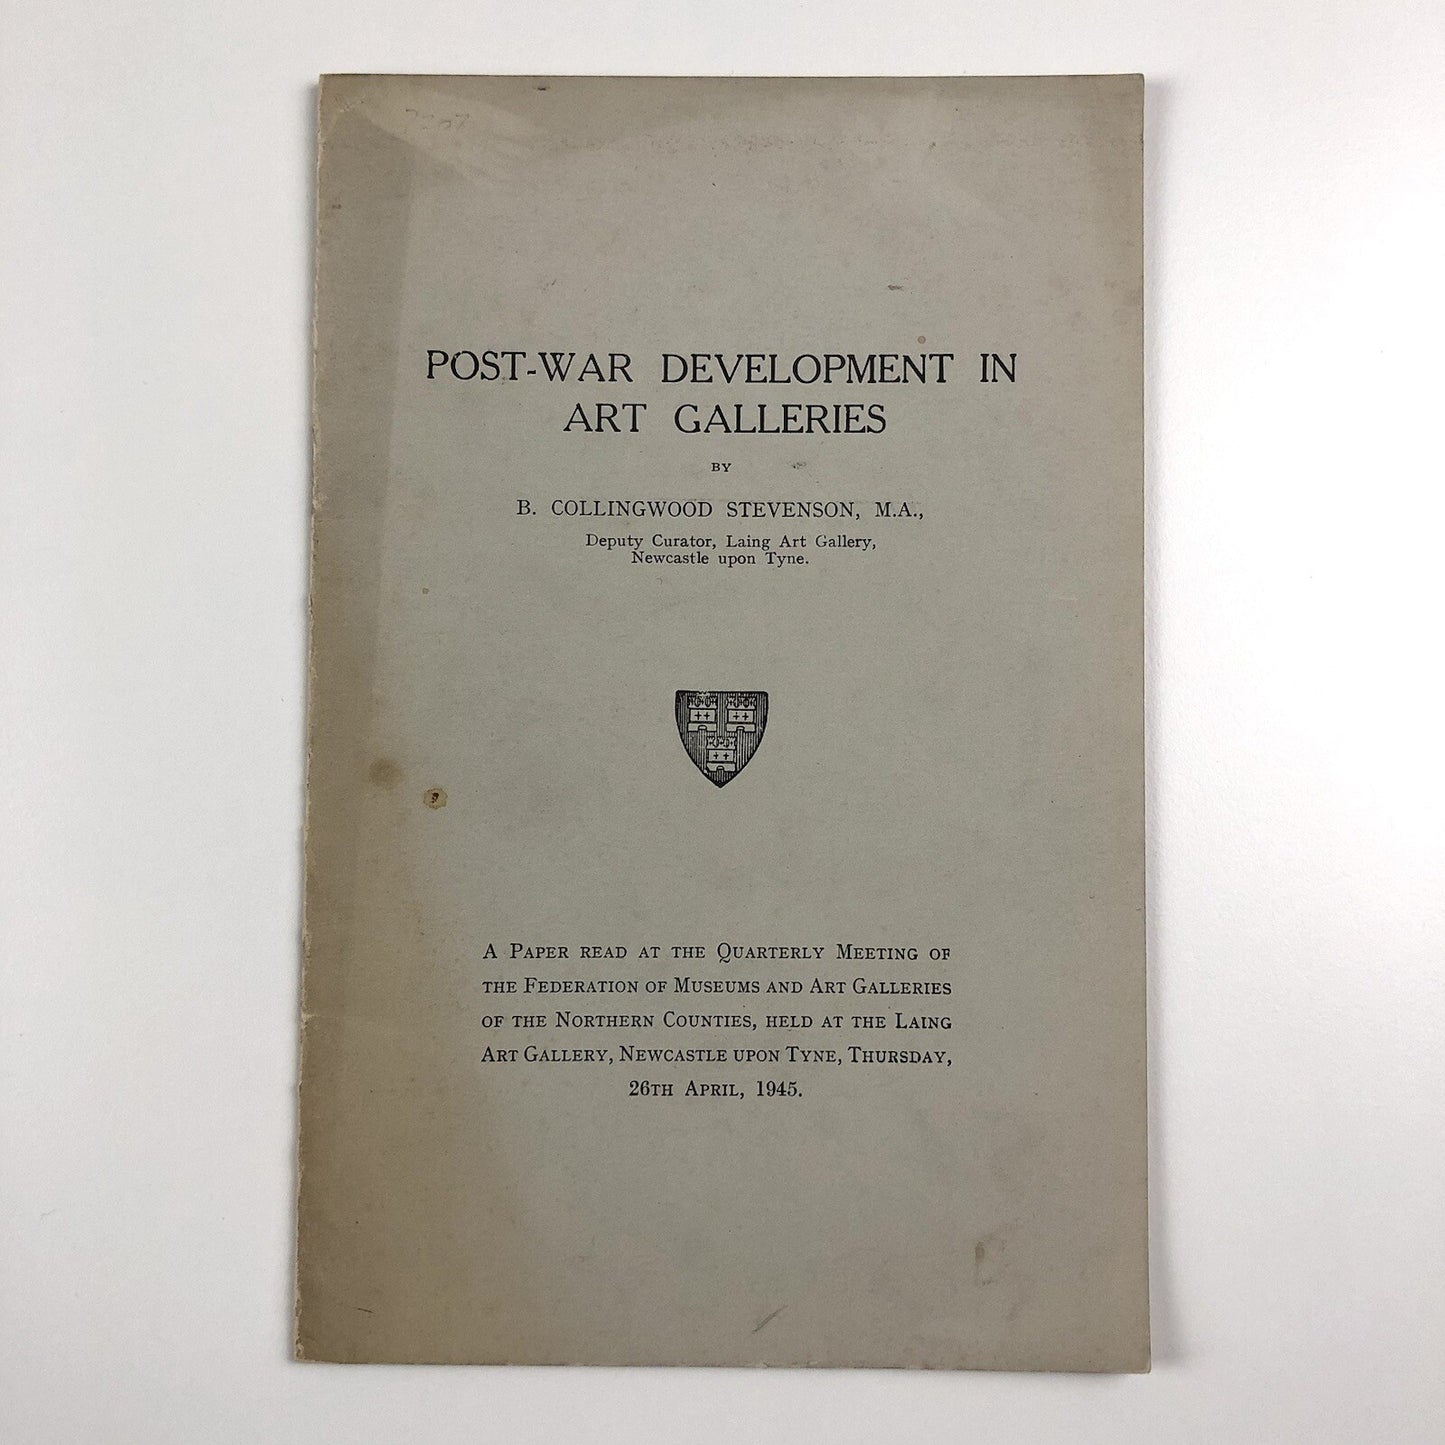 POST-WAR DEVELOPMENT IN
ART GALLERIES
BY
B. COLLINGWOOD STEVENSON, M.A.,
Deputy Curator, Laing Art Gallery,
Newcastle upon Tyne.
A PAPER READ AT THE QUARTERLY MEETING OF
THE FEDERATION OF MUSEUMS AND ART GALLERIES
OF THE NORTHERN COUNTIES, HELD AT THE LAING
ART GALLERY, NEWCASTLE UPON TYNE, THURSDAY,
26TH APRIL, 1945.